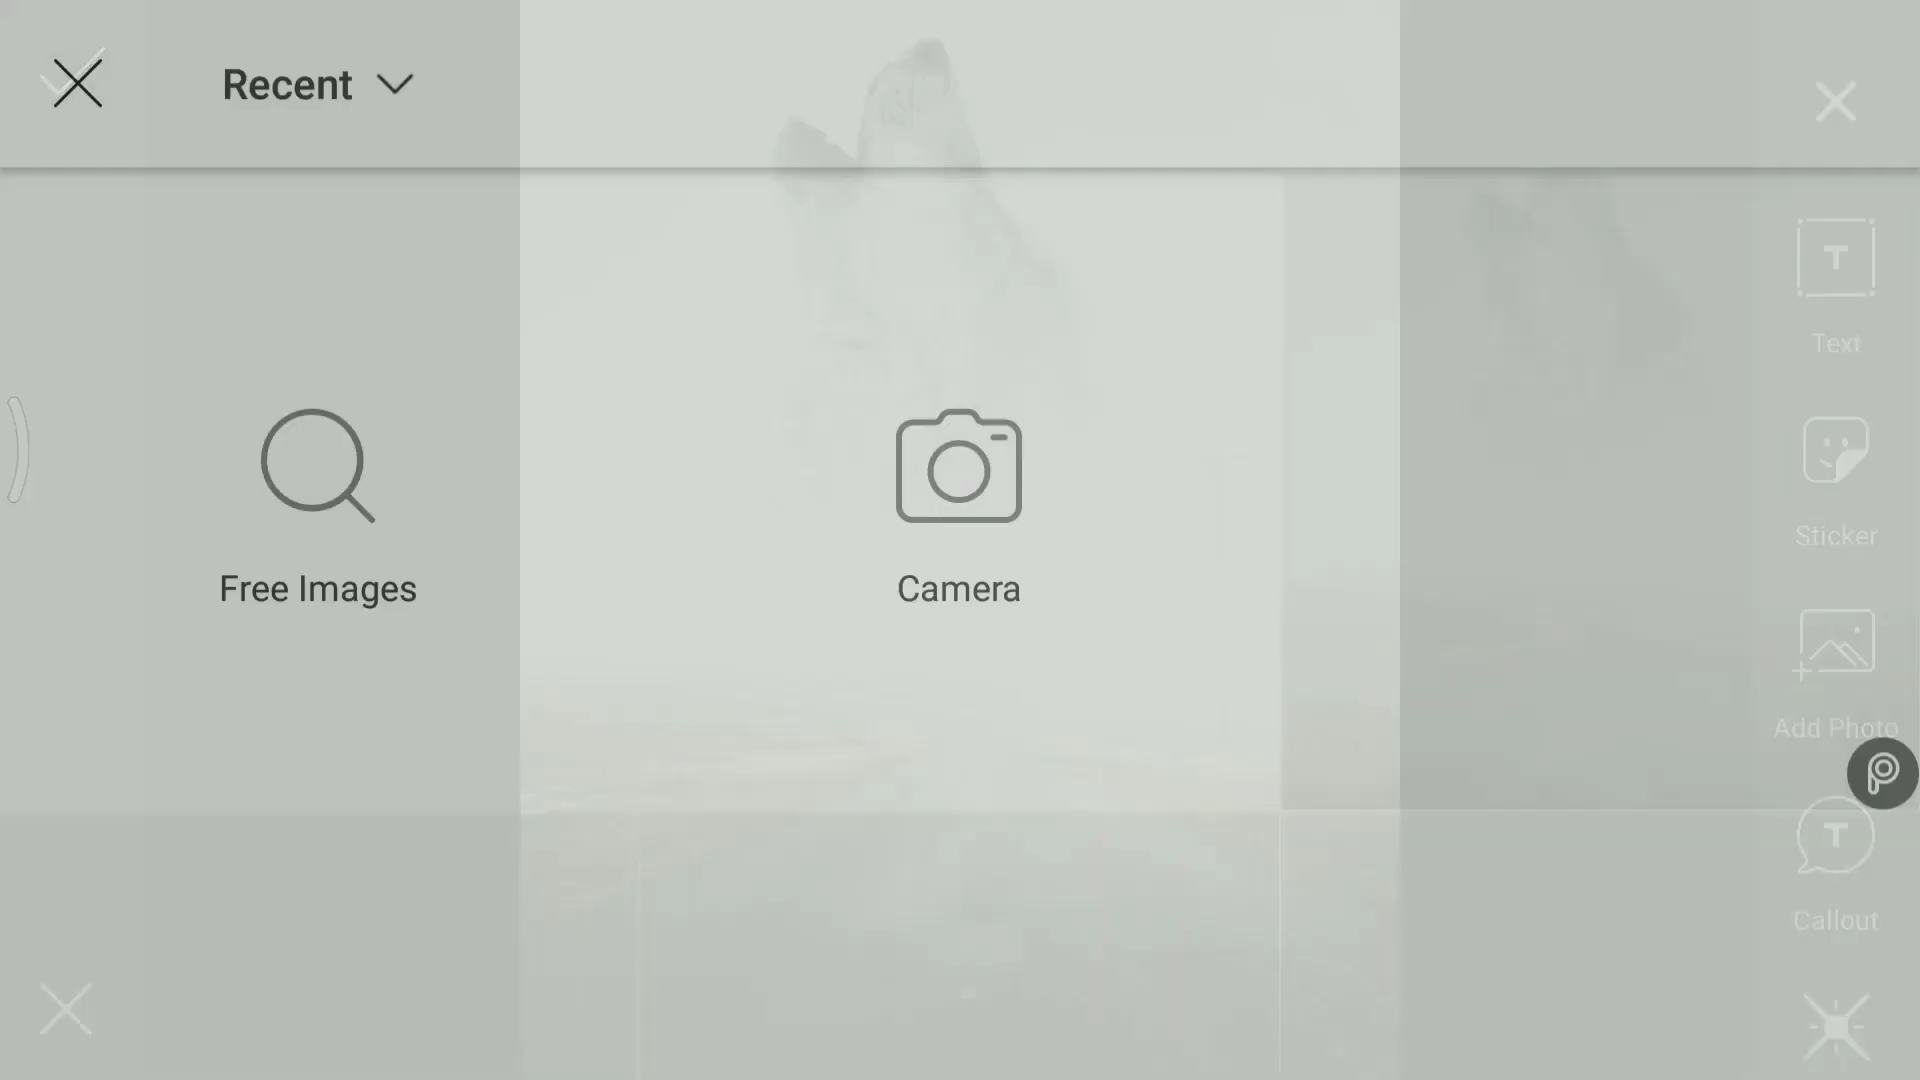 Recent
Text
Sticker
Free Images
Camera
Add Photo
T
Callout